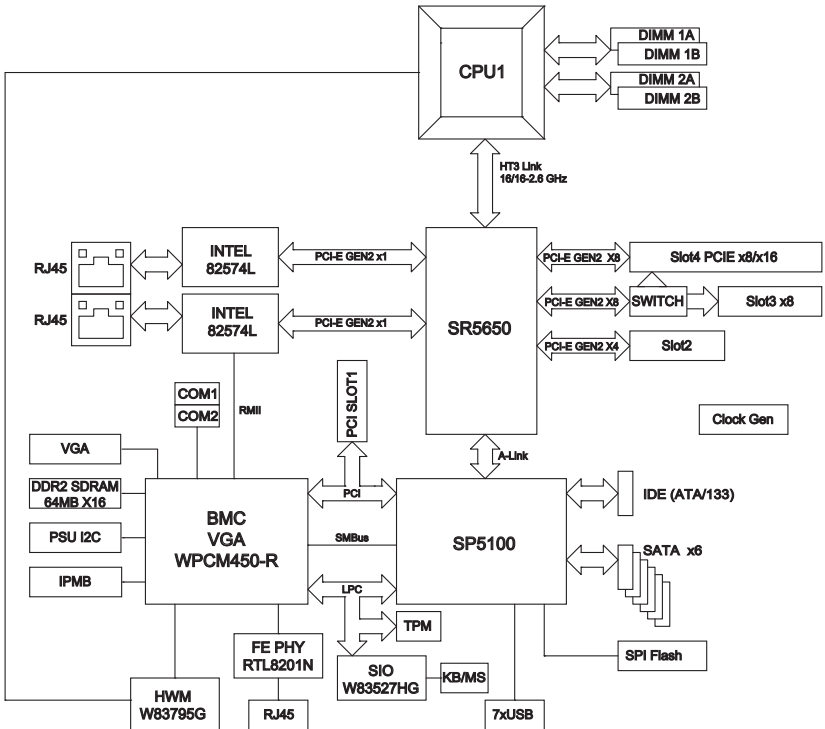 CPU1
DIMM 1A
DIMM 1B
DIMM 2A
DIMM 2B
HT3 Link
16/16-2.6 GHz
RJ45
INTEL
82574L
PCI-E GEN2 x1
RJ45
INTEL
82574L
PCI-E GEN2 x1
SR5650
PCI-E GEN2 X8
Slot4 PCIE x8/x16
PCI-E GEN2 X8
SWITCH
Slot3 x8
PCI-E GEN2 X4
Slot2
COM1
COM2
RMII
PCI SLOT1
Clock Gen
A-Link
VGA
DDR2 SDRAM
64MB X16
PSU I2C
IPMB
BMC
VGA
WPCM450-R
PCI
SMBus
LPC
SP5100
IDE (ATA/133)
SATA x6
TPM
SPI Flash
FE PHY
RTL8201N
SIO
W83527HG
KB/MS
HWM
W83795G
RJ45
7xUSB